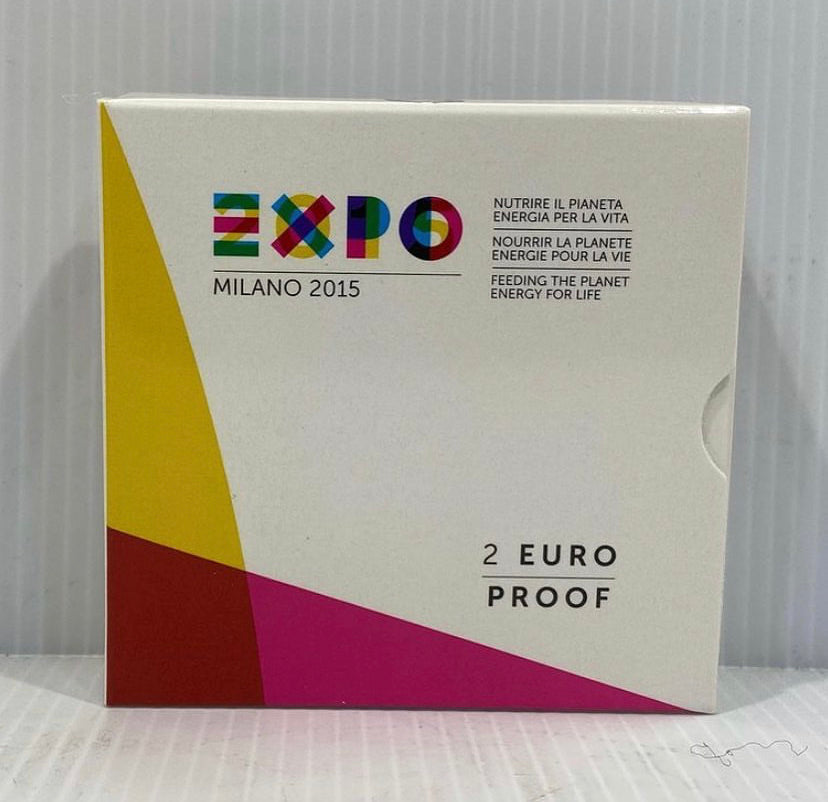 EXPO
2015
MILANO 2015
NUTRIRE IL PIANETA
ENERGIA PER LA VITA
NOURRIR LA PLANETE
ENERGIE POUR LA VIE
FEEDING THE PLANET
ENERGY FOR LIFE
2 EURO
PROOF